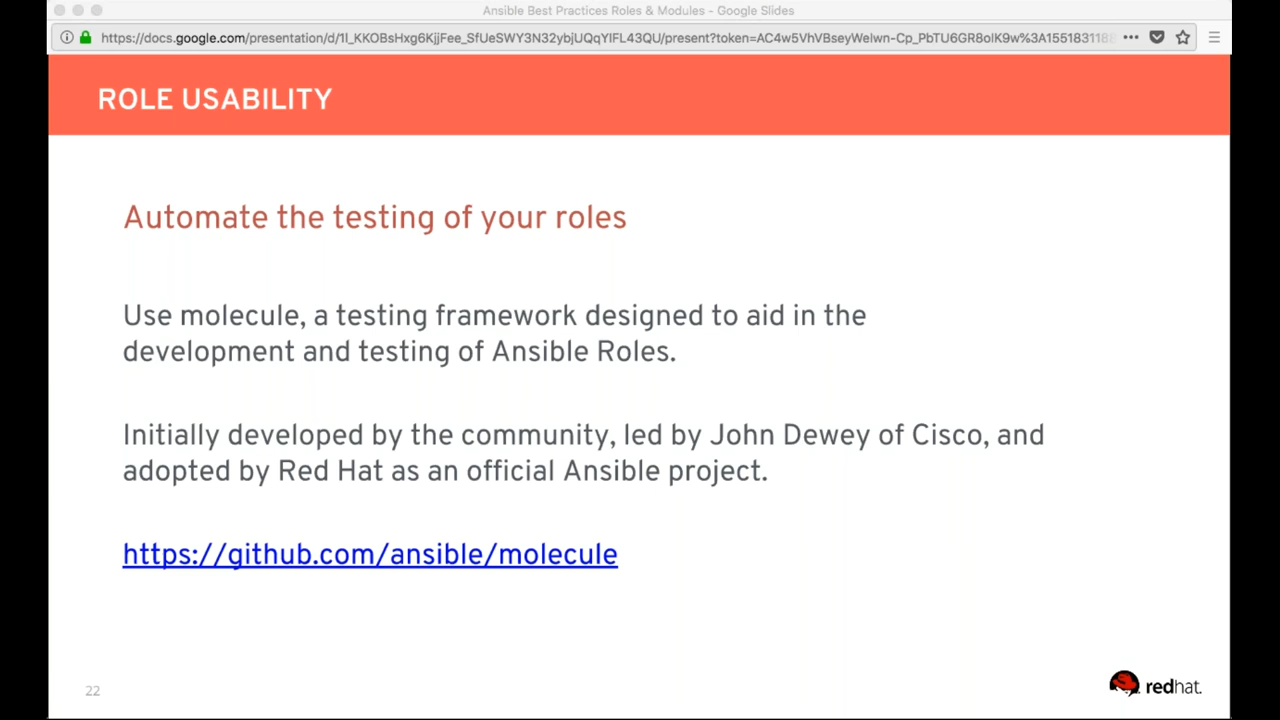 Ansible Best Practices Roles & Modules - Google Slides
ROLE USABILITY
Automate the testing of your roles
Use molecule, a testing framework designed to aid in the
development and testing of Ansible Roles.
Initially developed by the community, led by John Dewey of Cisco, and
adopted by Red Hat as an official Ansible project.
https://github.com/ansible/molecule
22
redhat.